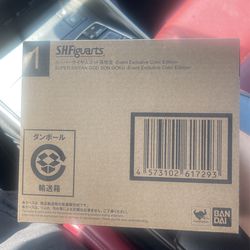 1
S.H.Figuarts
スーパーサイヤ人ゴッド孫悟空 -Event Exclusive Color Edition-
SUPER SAIYAN GOD SON GOKU -Event Exclusive Color Edition-
ダンボール
輸送箱
4 573102 617293
BAN
DAI